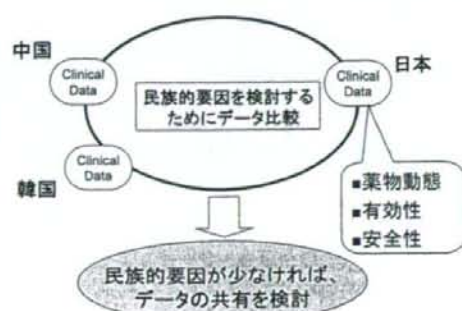 中国
Clinical
Data
日本
Clinical
Data
民族的要因を検討する
ためにデータ比較
Clinical
Data
韓国
■薬物動態
■有効性
■安全性
民族的要因が少なければ、
データの共有を検討